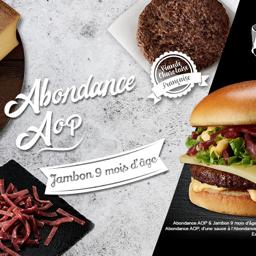 Abondance
AOP
Viande Charolaise
Française
Jambon 9 mois d'âge
Abondance AOP & Jambon 9 mois d'âge
Abondance AOP, d'une sauce à l'Abondance